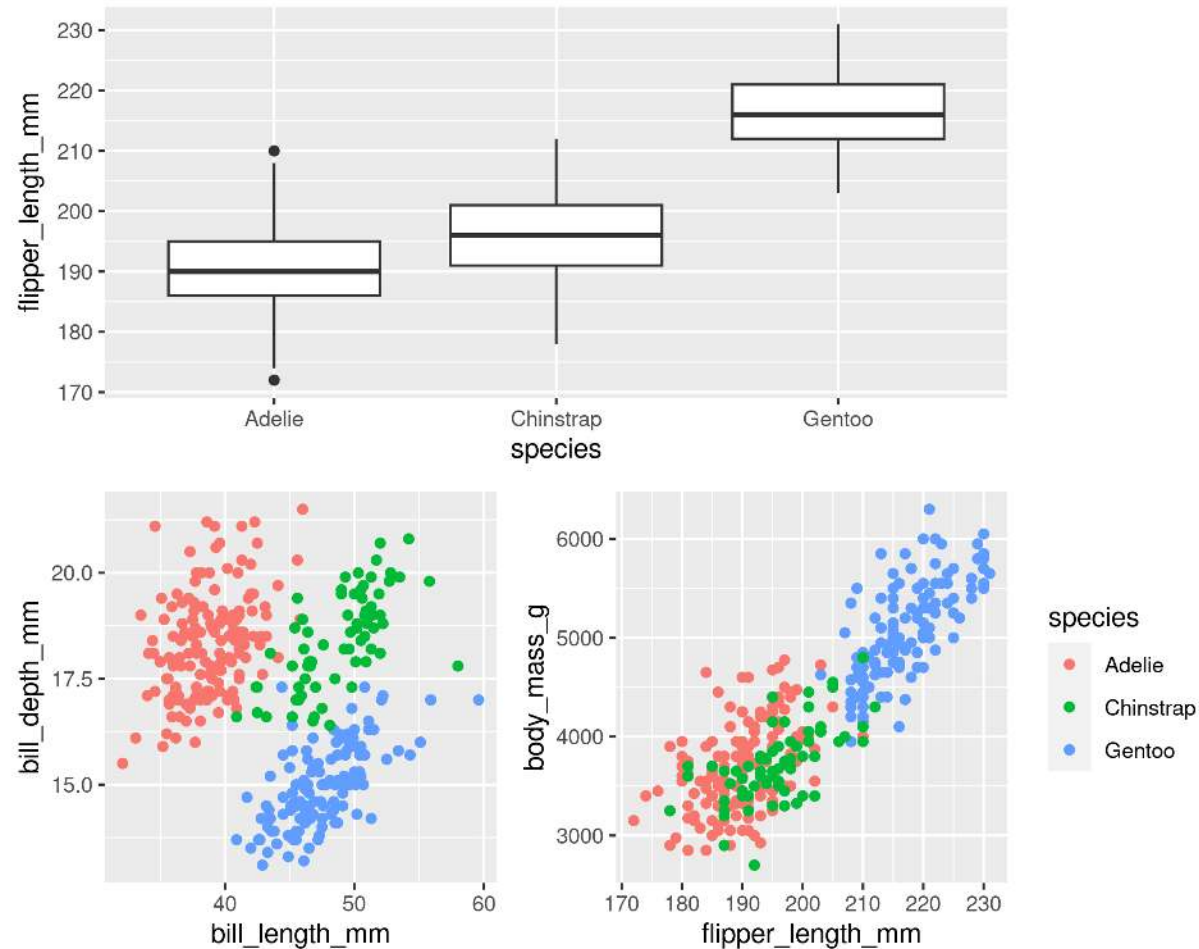 flipper_length_mm
230
220
210
200
190
180
170
Adelie Chinstrap Gentoo
species
bill_depth_mm
20.0
17.5
15.0
40 50 60
bill_length_mm
body_mass_g
6000
5000
4000
3000
170 180 190 200 210 220 230
flipper_length_mm
species
Adelie
Chinstrap
Gentoo